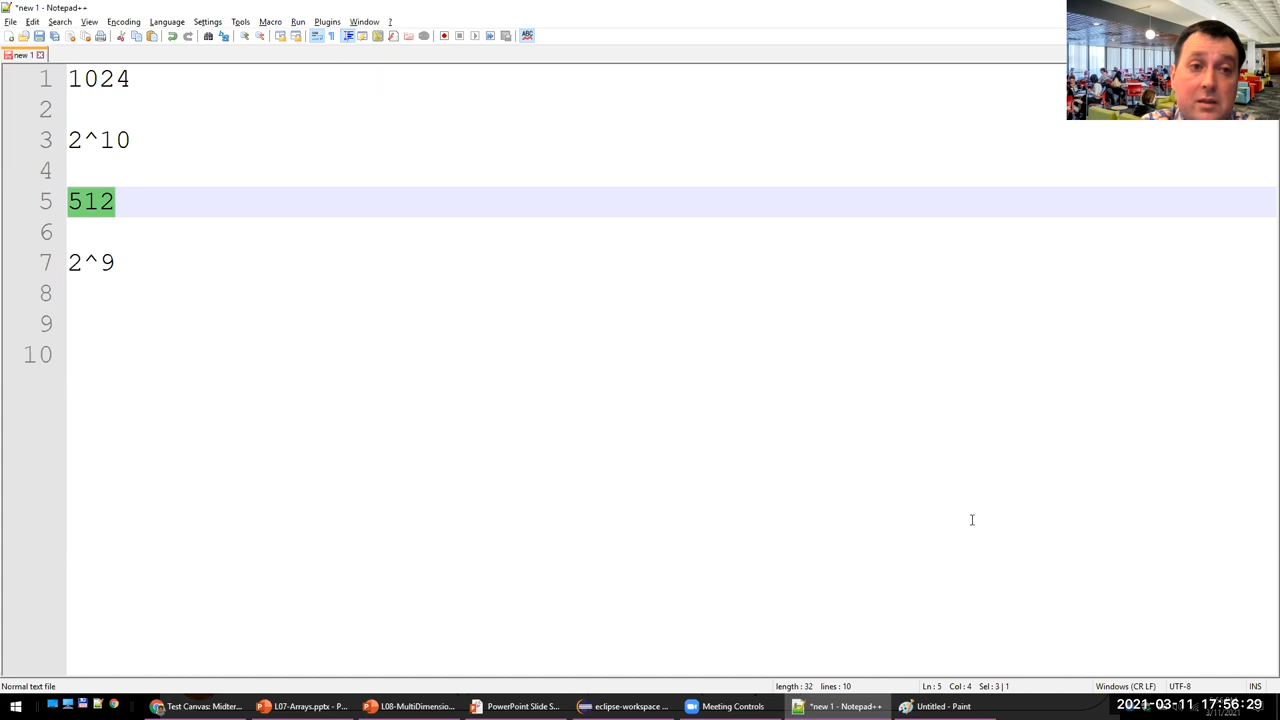 *new 1 - Notepad++
File Edit Search View Encoding Language Settings Tools Macro Run Plugins Window ?
new 1
1 1024
2
3 2^10
4
5 512
6
7 2^9
8
9
10
Normal text file length : 32 lines : 10 Ln : 5 Col : 4 Sel : 3 | 1 Windows (CR LF) UTF-8 INS
Test Canvas: Midter... L07-Arrays.pptx - P... L08-MultiDimensio... PowerPoint Slide S... eclipse-workspace ... Meeting Controls *new 1 - Notepad++ Untitled - Paint 2021-03-11 17:56:29
3/11/2021